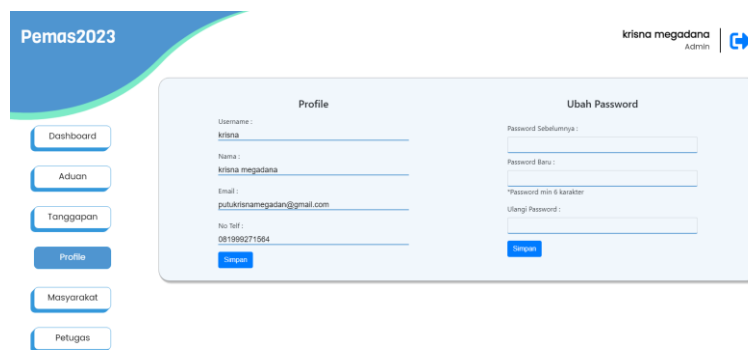 Pemas2023
krisna megadana
Admin
Dashboard
Aduan
Tanggapan
Profile
Masyarakat
Petugas
Profile
Username :
krisna
Nama :
krisna megadana
Email :
putukrisnamegadan@gmail.com
No Telf :
081999271564
Simpan
Ubah Password
Password Sebelumnya :
Password Baru :
*Password min 6 karakter
Ulangi Password :
Simpan